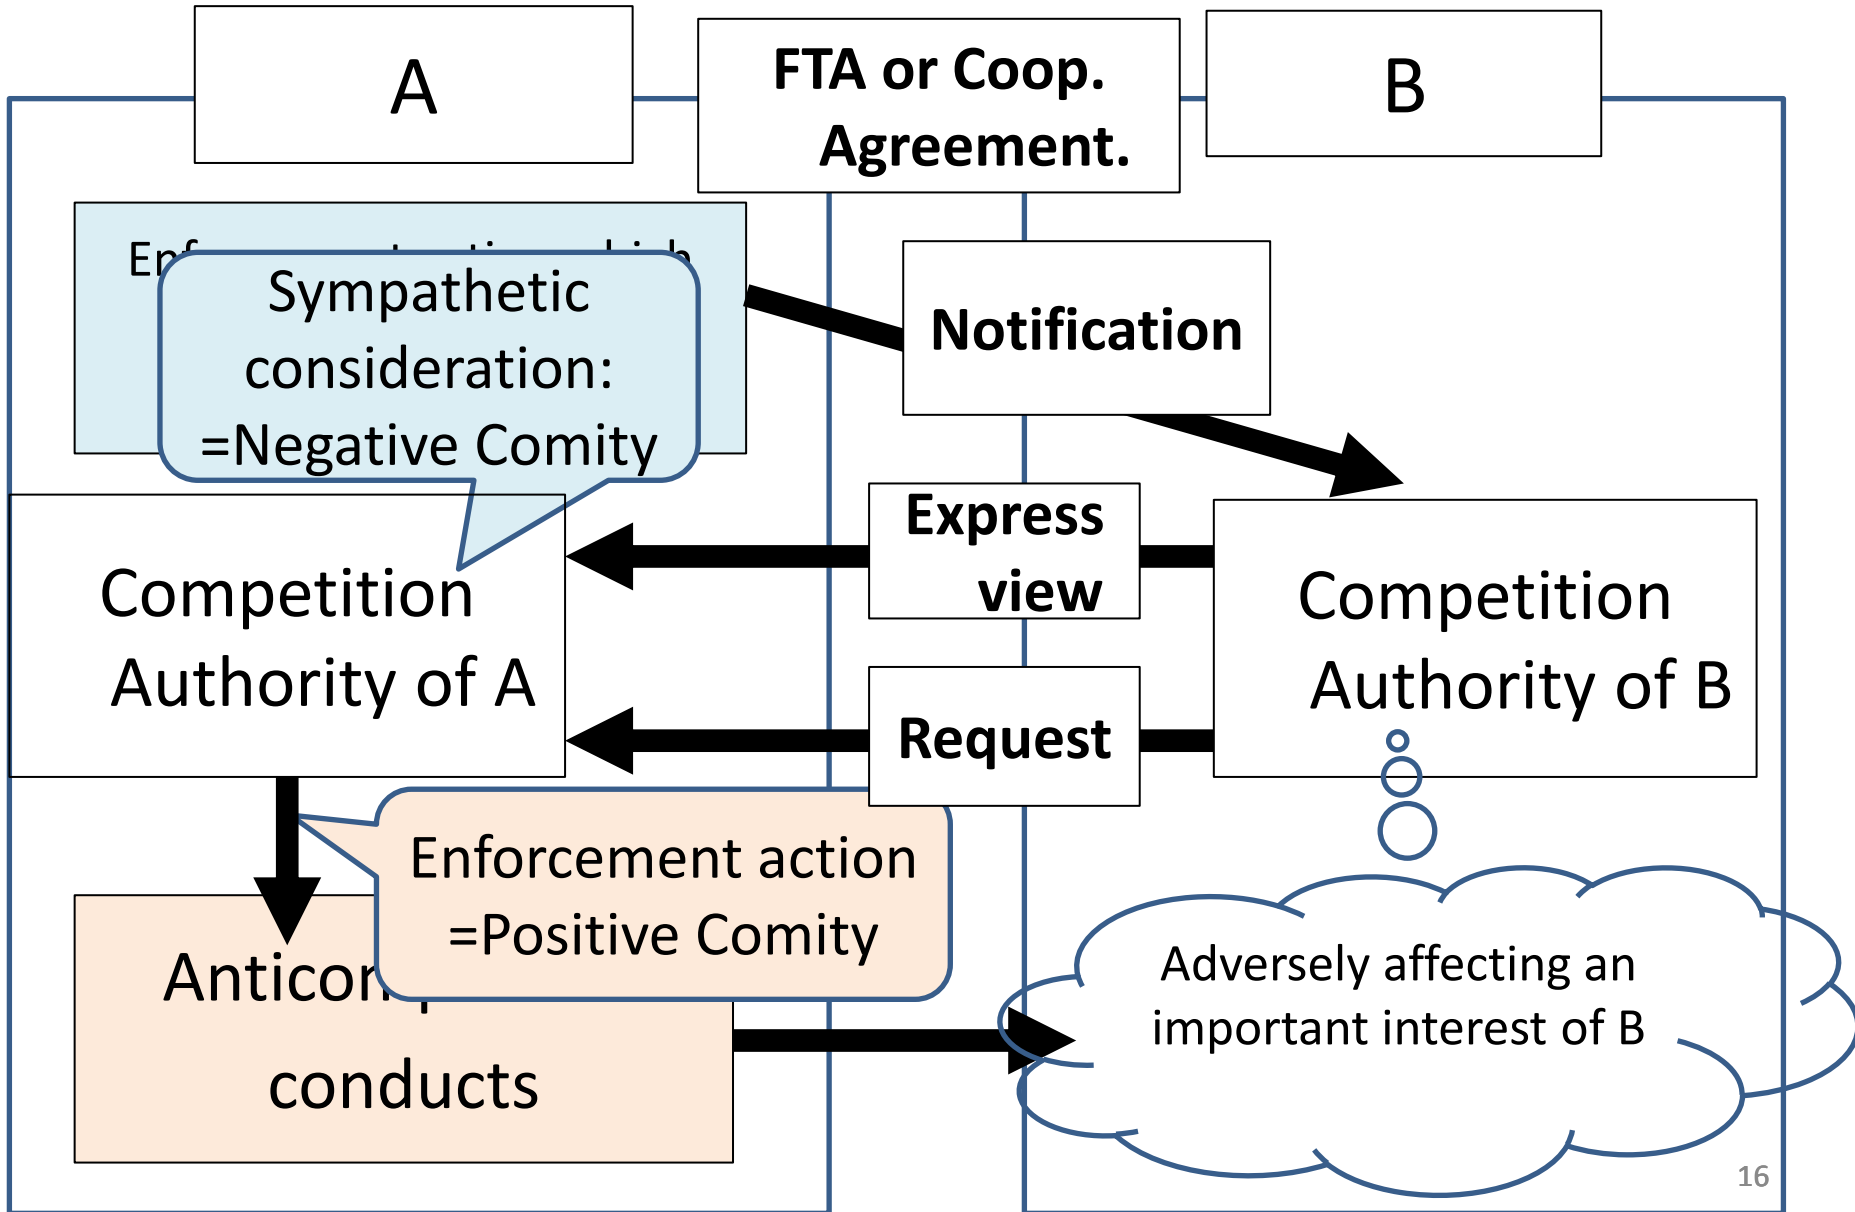 A
FTA or Coop.
Agreement.
B
Sympathetic
consideration:
=Negative Comity
Notification
Express
view
Competition
Authority of A
Competition
Authority of B
Request
Enforcement action
=Positive Comity
conducts
Adversely affecting an
important interest of B
16